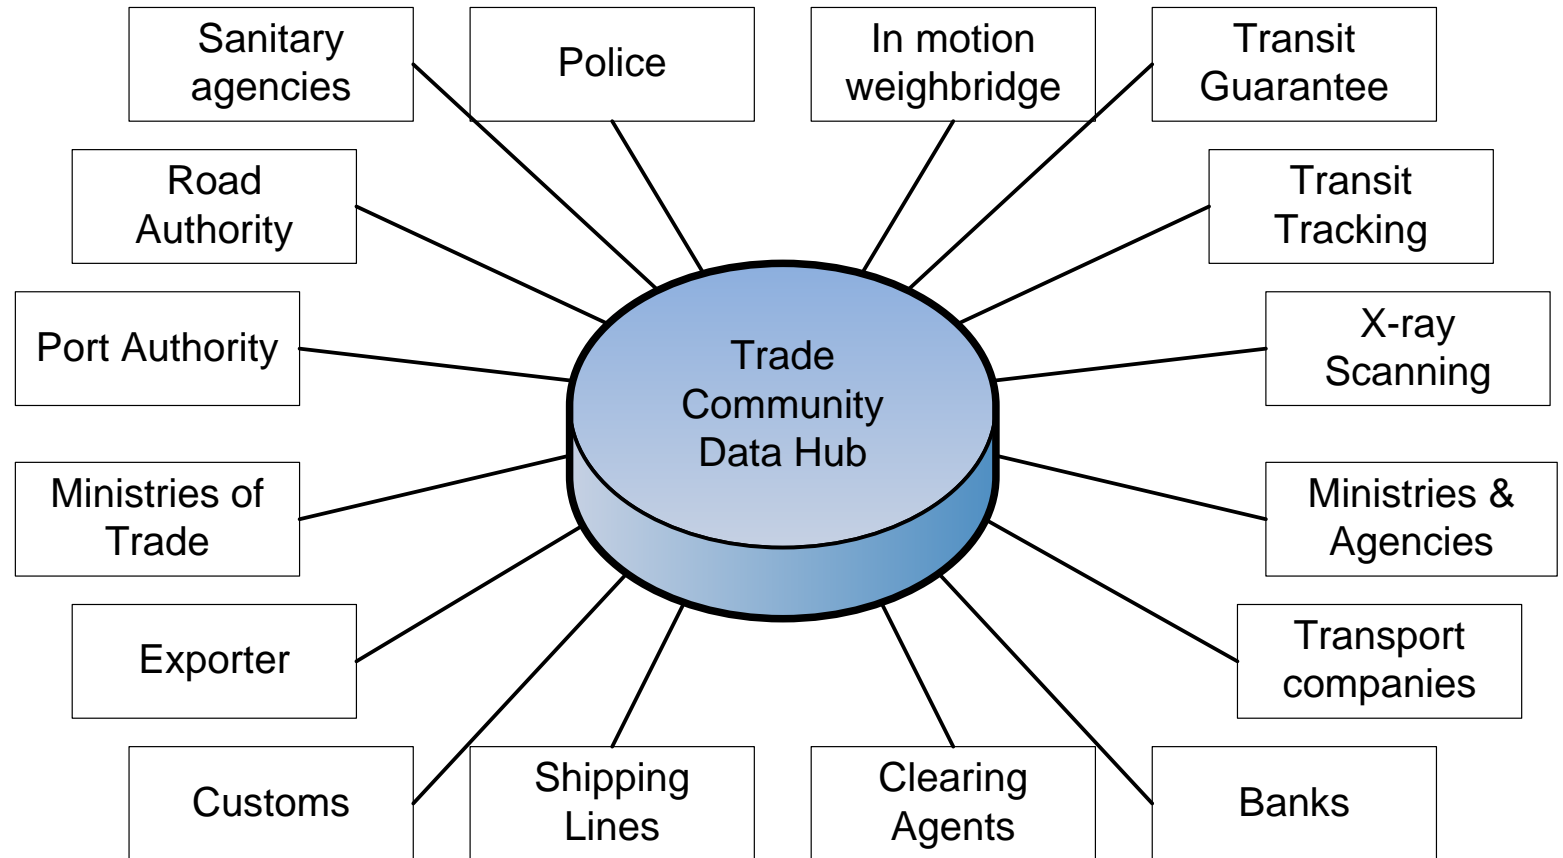 Sanitary
agencies
Police
In motion
weighbridge
Transit
Guarantee
Road
Authority
Transit
Tracking
Port Authority
X-ray
Scanning
Trade
Community
Data Hub
Ministries of
Trade
Ministries &
Agencies
Exporter
Transport
companies
Customs
Shipping
Lines
Clearing
Agents
Banks